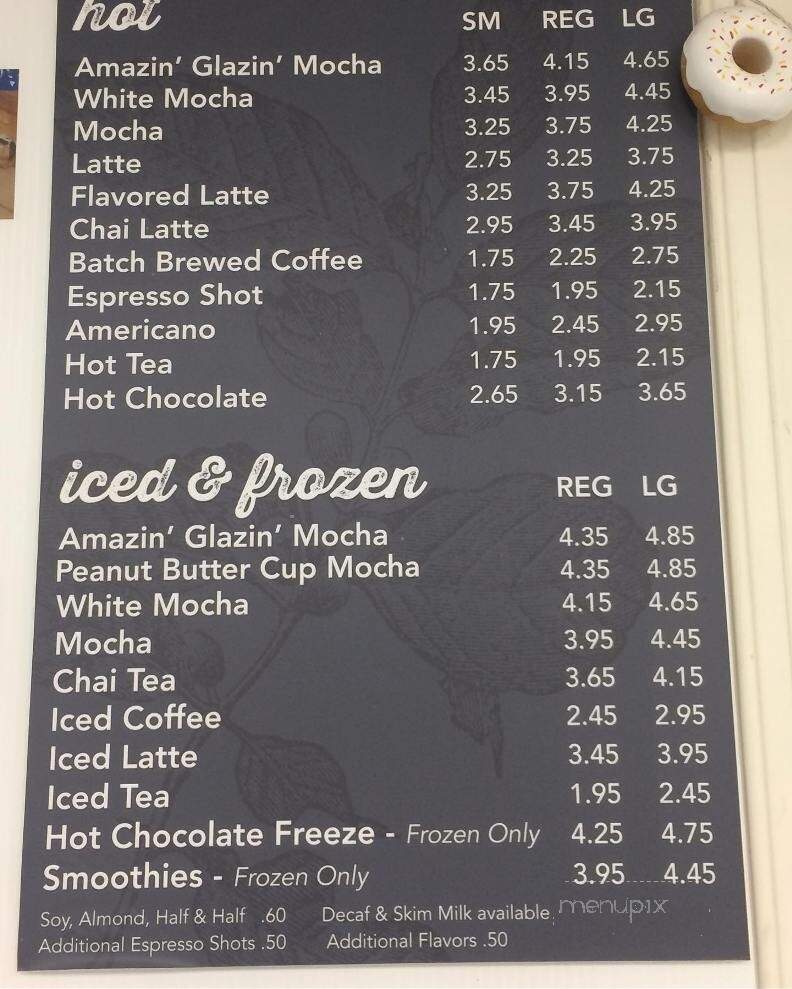 hot SM REG LG
Amazin' Glazin' Mocha 3.65 4.15 4.65
White Mocha 3.45 3.95 4.45
Mocha 3.25 3.75 4.25
Latte 2.75 3.25 3.75
Flavored Latte 3.25 3.75 4.25
Chai Latte 2.95 3.45 3.95
Batch Brewed Coffee 1.75 2.25 2.75
Espresso Shot 1.75 1.95 2.15
Americano 1.95 2.45 2.95
Hot Tea 1.75 1.95 2.15
Hot Chocolate 2.65 3.15 3.65
iced & frozen REG LG
Amazin' Glazin' Mocha 4.35 4.85
Peanut Butter Cup Mocha 4.35 4.85
White Mocha 4.15 4.65
Mocha 3.95 4.45
Chai Tea 3.65 4.15
Iced Coffee 2.45 2.95
Iced Latte 3.45 3.95
Iced Tea 1.95 2.45
Hot Chocolate Freeze - Frozen Only 4.25 4.75
Smoothies - Frozen Only 3.95 4.45
Soy, Almond, Half & Half .60 Decaf & Skim Milk available. menupix
Additional Espresso Shots .50 Additional Flavors .50